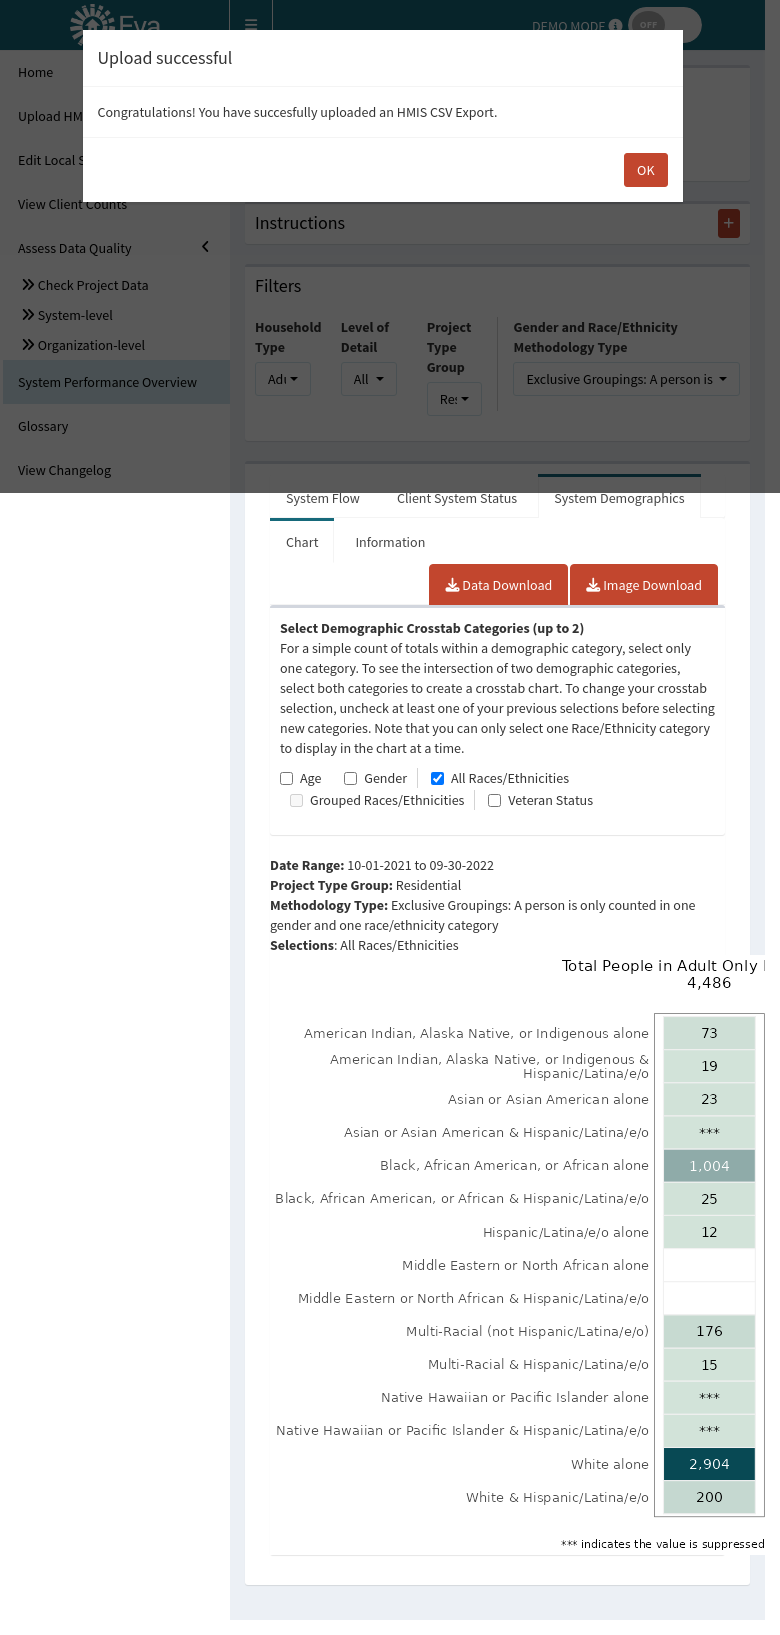 Eva
DEMO MODE
OFF
Upload successful
Congratulations! You have succesfully uploaded an HMIS CSV Export.
OK
Home
Upload HM
Edit Local S
View Client Counts
Assess Data Quality
Check Project Data
System-level
Organization-level
System Performance Overview
Glossary
View Changelog
Instructions
Filters
Household Type
Level of Detail
Project Type Group
Gender and Race/Ethnicity Methodology Type
Adu
All
Res
Exclusive Groupings: A person is
System Flow Client System Status System Demographics
Chart Information
Data Download Image Download
Select Demographic Crosstab Categories (up to 2)
For a simple count of totals within a demographic category, select only
one category. To see the intersection of two demographic categories,
select both categories to create a crosstab chart. To change your crosstab
selection, uncheck at least one of your previous selections before selecting
new categories. Note that you can only select one Race/Ethnicity category
to display in the chart at a time.
Age Gender All Races/Ethnicities
Grouped Races/Ethnicities Veteran Status
Date Range: 10-01-2021 to 09-30-2022
Project Type Group: Residential
Methodology Type: Exclusive Groupings: A person is only counted in one
gender and one race/ethnicity category
Selections: All Races/Ethnicities
Total People in Adult Only
4,486
American Indian, Alaska Native, or Indigenous alone 73
American Indian, Alaska Native, or Indigenous &
Hispanic/Latina/e/o 19
Asian or Asian American alone 23
Asian or Asian American & Hispanic/Latina/e/o ***
Black, African American, or African alone 1,004
Black, African American, or African & Hispanic/Latina/e/o 25
Hispanic/Latina/e/o alone 12
Middle Eastern or North African alone
Middle Eastern or North African & Hispanic/Latina/e/o
Multi-Racial (not Hispanic/Latina/e/o) 176
Multi-Racial & Hispanic/Latina/e/o 15
Native Hawaiian or Pacific Islander alone ***
Native Hawaiian or Pacific Islander & Hispanic/Latina/e/o ***
White alone 2,904
White & Hispanic/Latina/e/o 200
*** indicates the value is suppressed